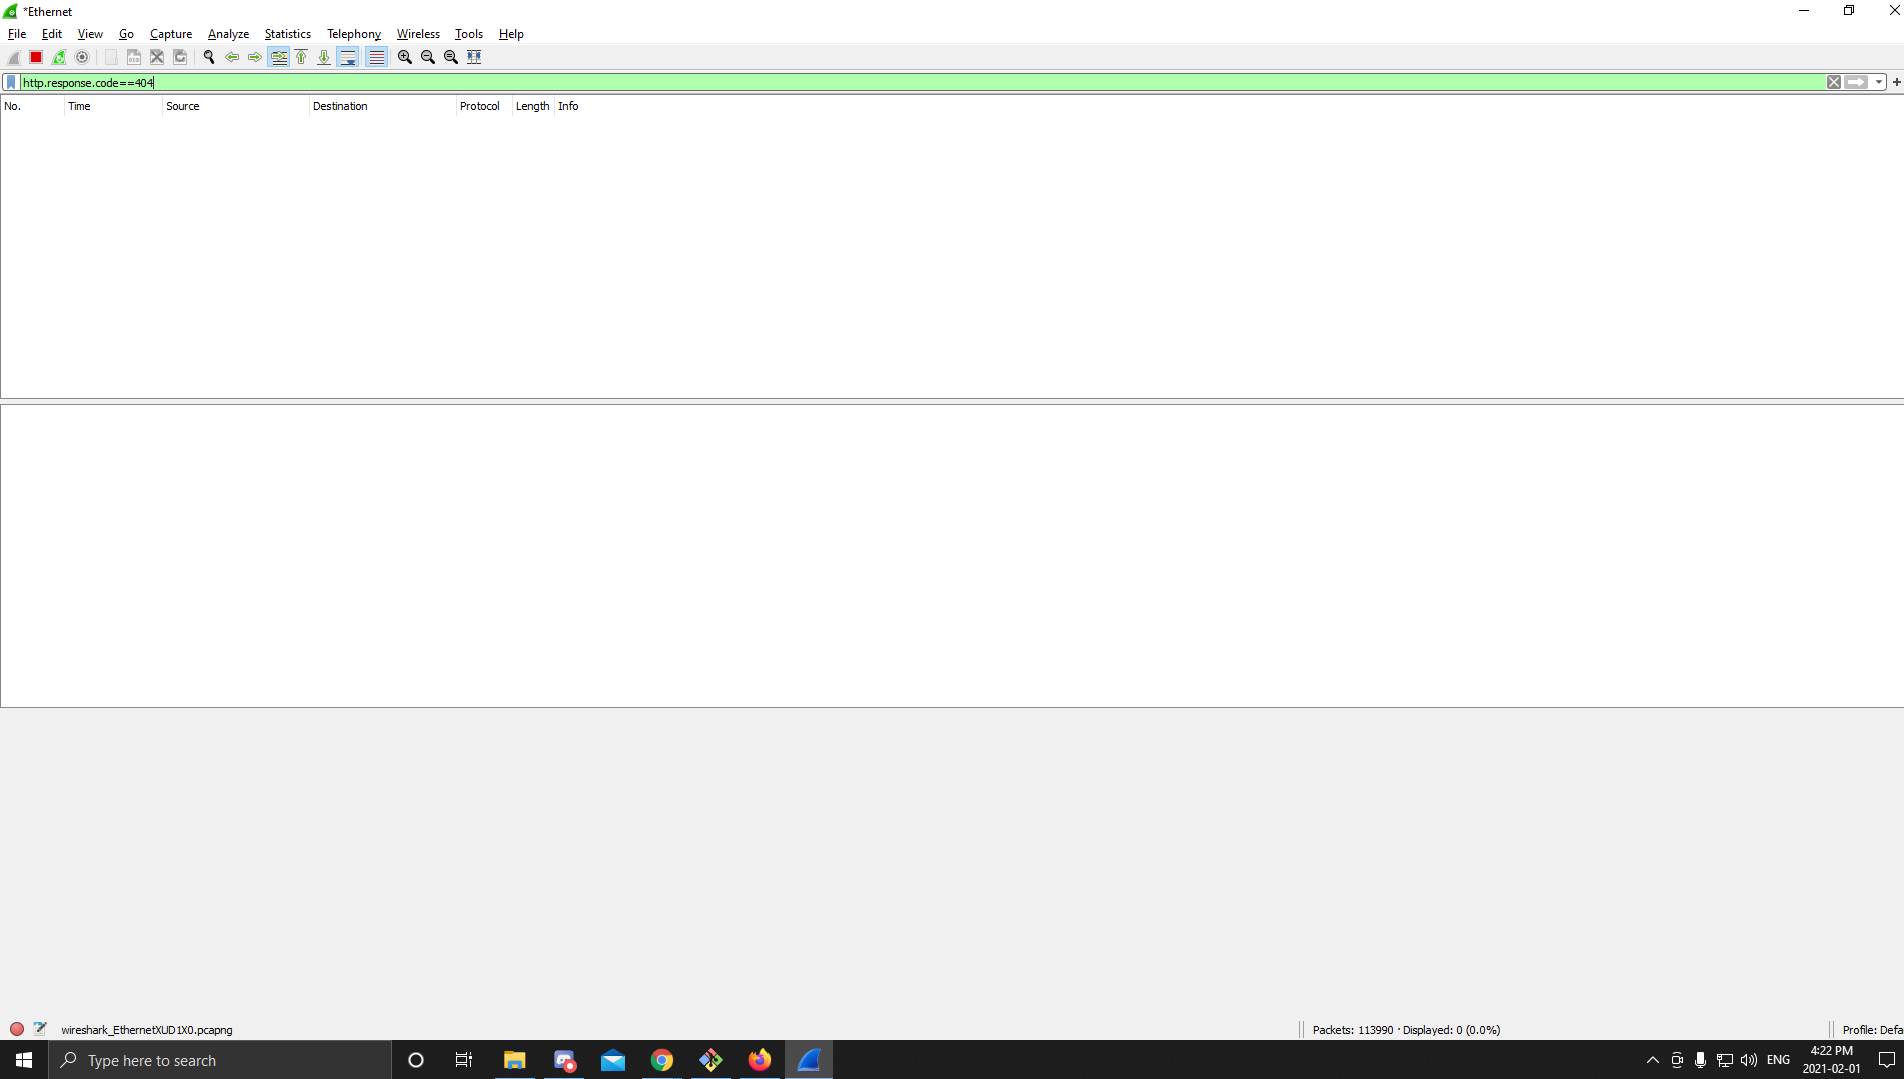 *Ethernet
File Edit View Go Capture Analyze Statistics Telephony Wireless Tools Help
http.response.code==404
No. Time Source Destination Protocol Length Info
wireshark_EthernetXUD1X0.pcapng Packets: 113990 · Displayed: 0 (0.0%) Profile: Defa
Type here to search ENG 4:22 PM
2021-02-01